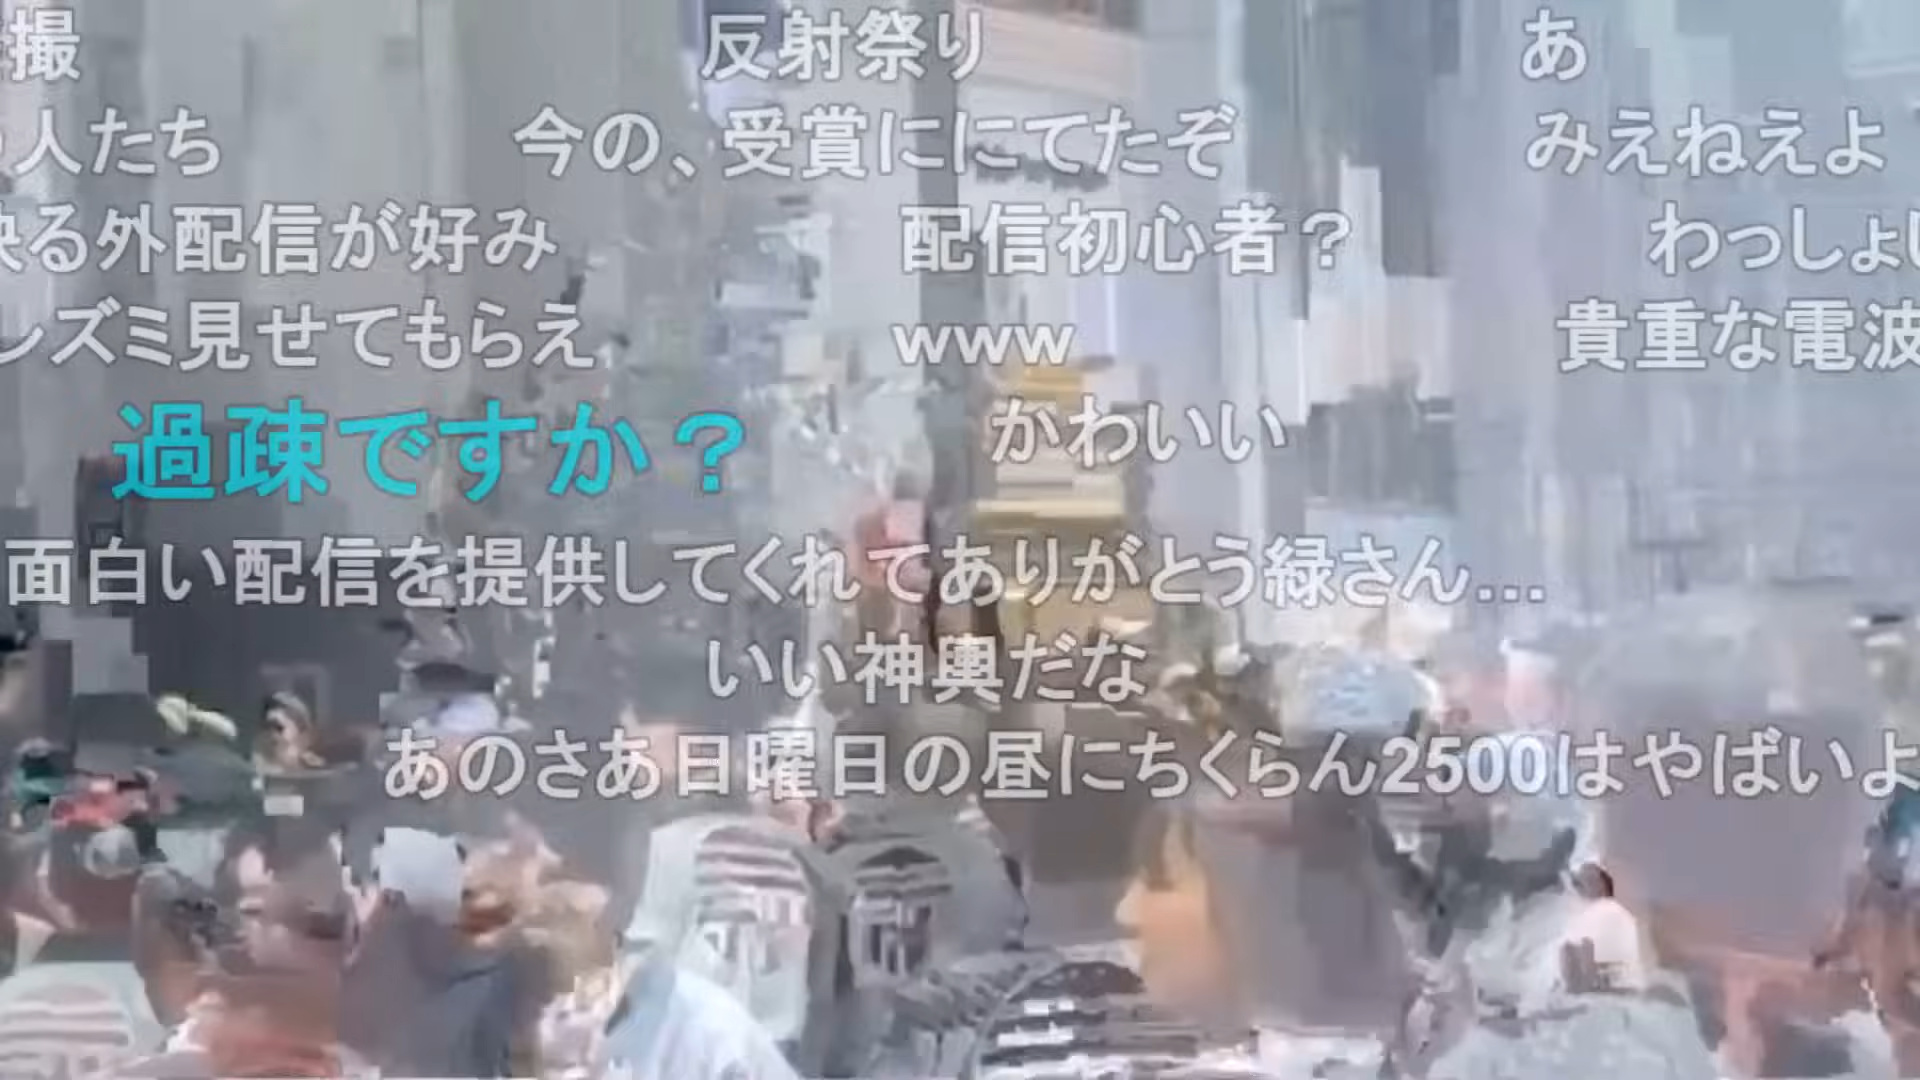 撮
反射祭り
あ
人たち
今の、受賞ににてたぞ
みえねえよ
映る外配信が好み
配信初心者？
わっしょい
レズミ見せてもらえ
www
貴重な電波
過疎ですか？
かわいい
面白い配信を提供してくれてありがとう緑さん…
いい神輿だな
あのさあ日曜日の昼にちくらん2500はやばいよ